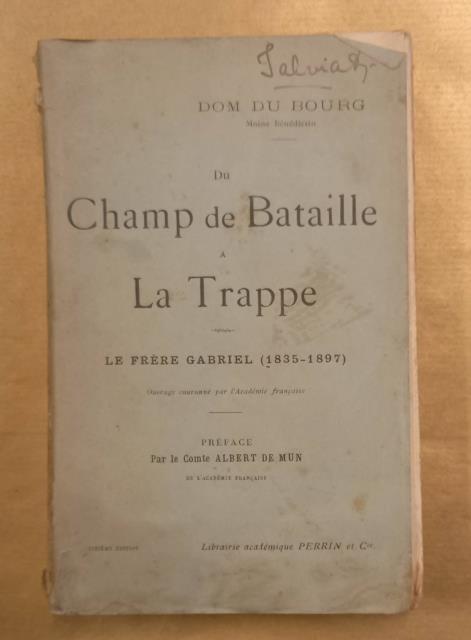 DOM DU BOURG
Moine Bénédictin
Du
Champ de Bataille
A
La Trappe
LE FRÈRE GABRIEL (1835-1897)
Ouvrage couronné par l'Académie française
PRÉFACE
Par le Comte ALBERT DE MUN
DE L'ACADÉMIE FRANÇAISE
ÉDITION
Librairie académique PERRIN et Cie.